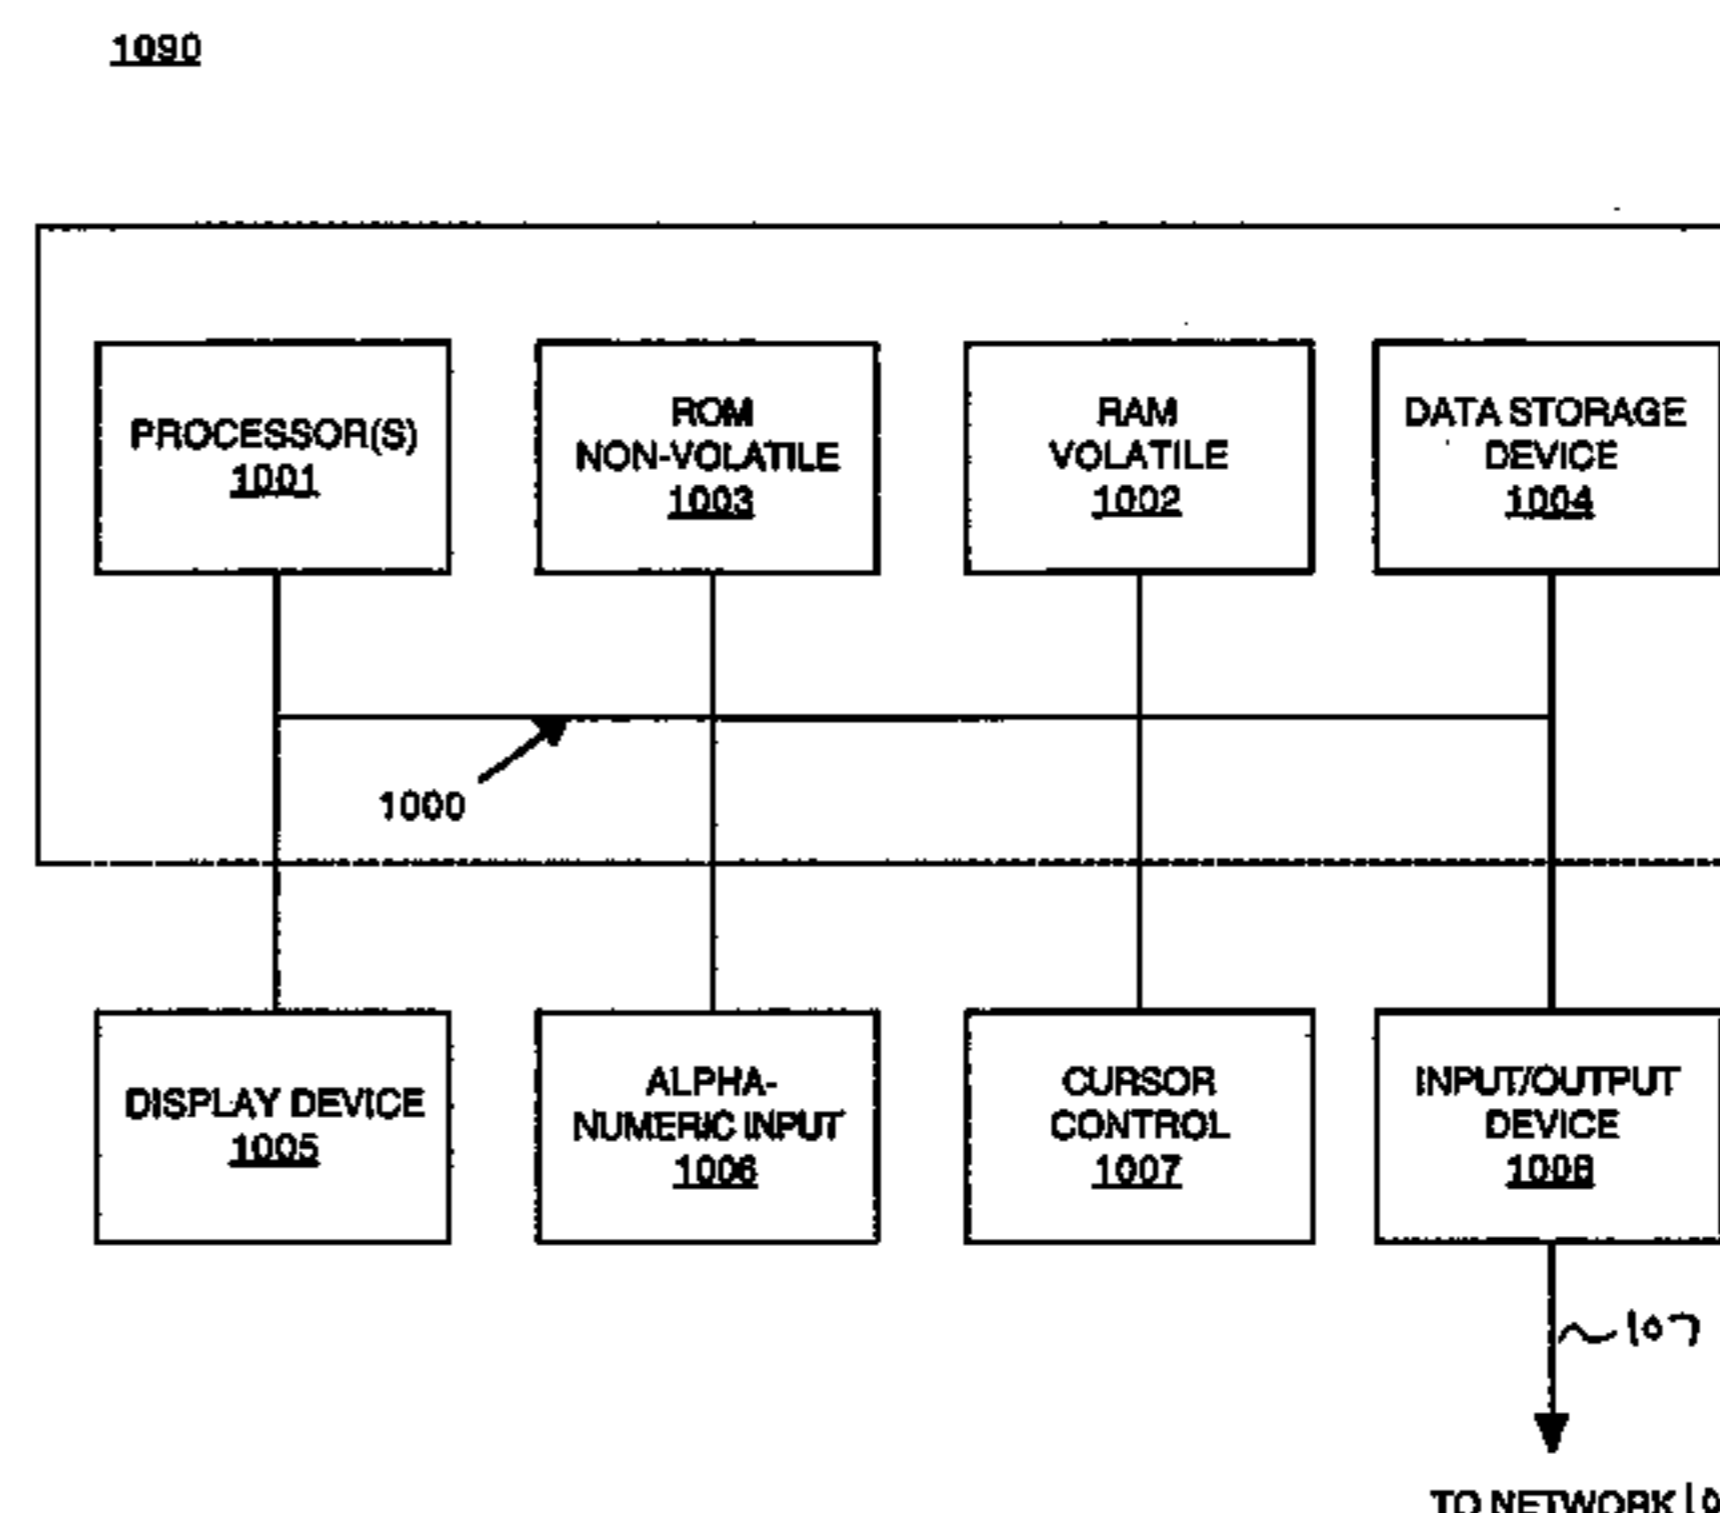 1090
PROCESSOR(S)
1001
ROM
NON-VOLATILE
1003
RAM
VOLATILE
1002
DATA STORAGE
DEVICE
1004
1000
DISPLAY DEVICE
1005
ALPHA-
NUMERIC INPUT
1006
CURSOR
CONTROL
1007
INPUT/OUTPUT
DEVICE
1008
107
TO NETWORK